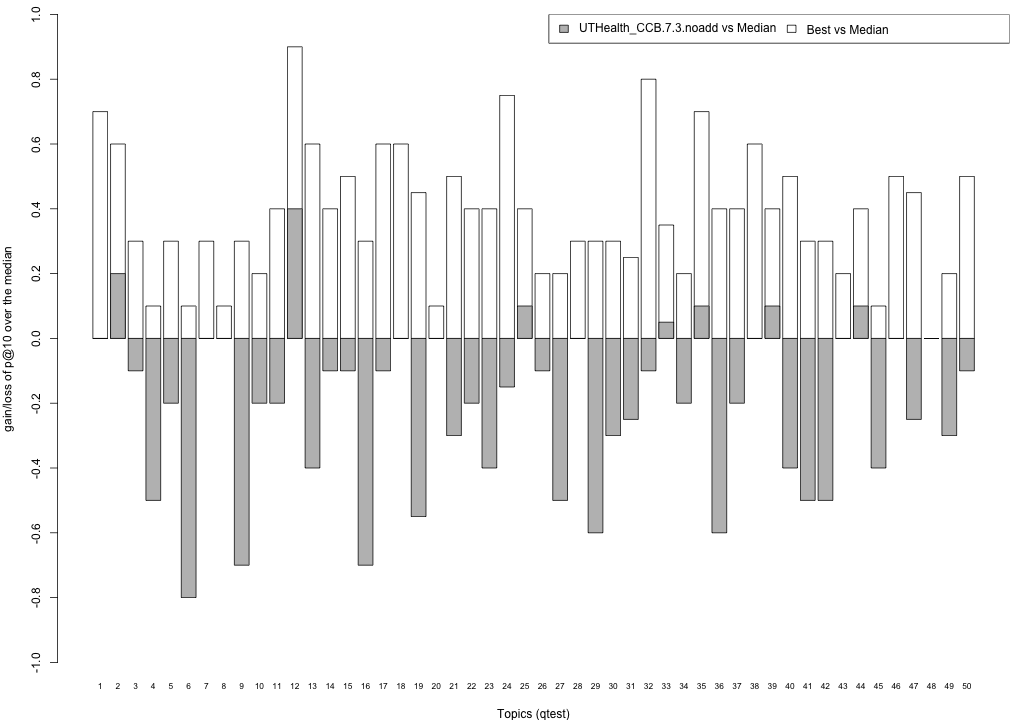 UTHealth_CCB.7.3.noadd vs Median Best vs Median
gain/loss of p@10 over the median
1.0
0.8
0.6
0.4
0.2
0.0
-0.2
-0.4
-0.6
-0.8
-1.0
1 2 3 4 5 6 7 8 9 10 11 12 13 14 15 16 17 18 19 20 21 22 23 24 25 26 27 28 29 30 31 32 33 34 35 36 37 38 39 40 41 42 43 44 45 46 47 48 49 50
Topics (qtest)